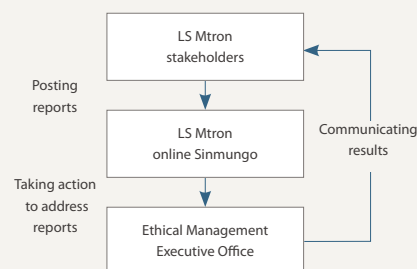 LS Mtron
stakeholders
Posting
reports
LS Mtron
online Sinmungo
Communicating
results
Taking action
to address
reports
Ethical Management
Executive Office